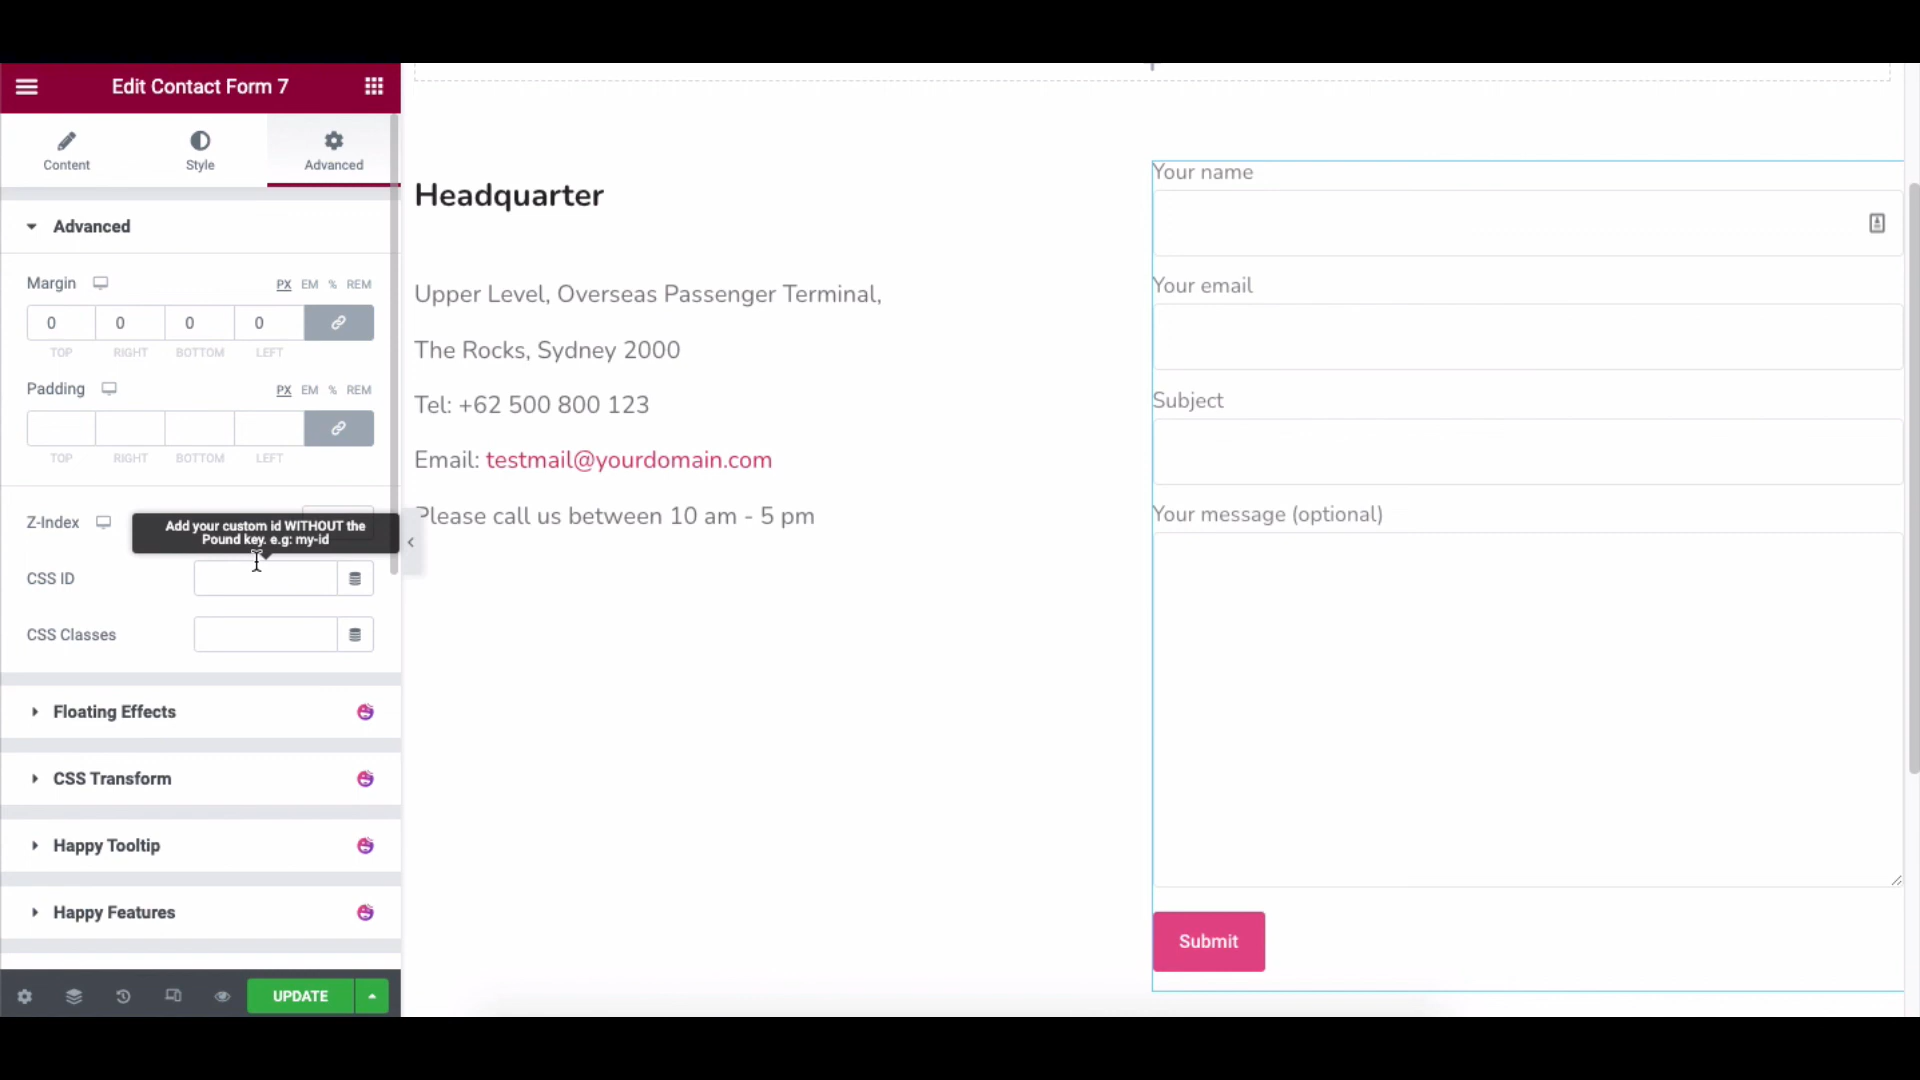 Edit Contact Form 7
Content
Style
Advanced
Advanced
Margin
PX EM % REM
0 0 0 0
TOP RIGHT BOTTOM LEFT
Padding
PX EM % REM
TOP RIGHT BOTTOM LEFT
Z-Index
Add your custom id WITHOUT the
Pound key. e.g: my-id
CSS ID
CSS Classes
Floating Effects
CSS Transform
Happy Tooltip
Happy Features
UPDATE
Headquarter
Upper Level, Overseas Passenger Terminal,
The Rocks, Sydney 2000
Tel: +62 500 800 123
Email: testmail@yourdomain.com
Please call us between 10 am - 5 pm
Your name
Your email
Subject
Your message (optional)
Submit